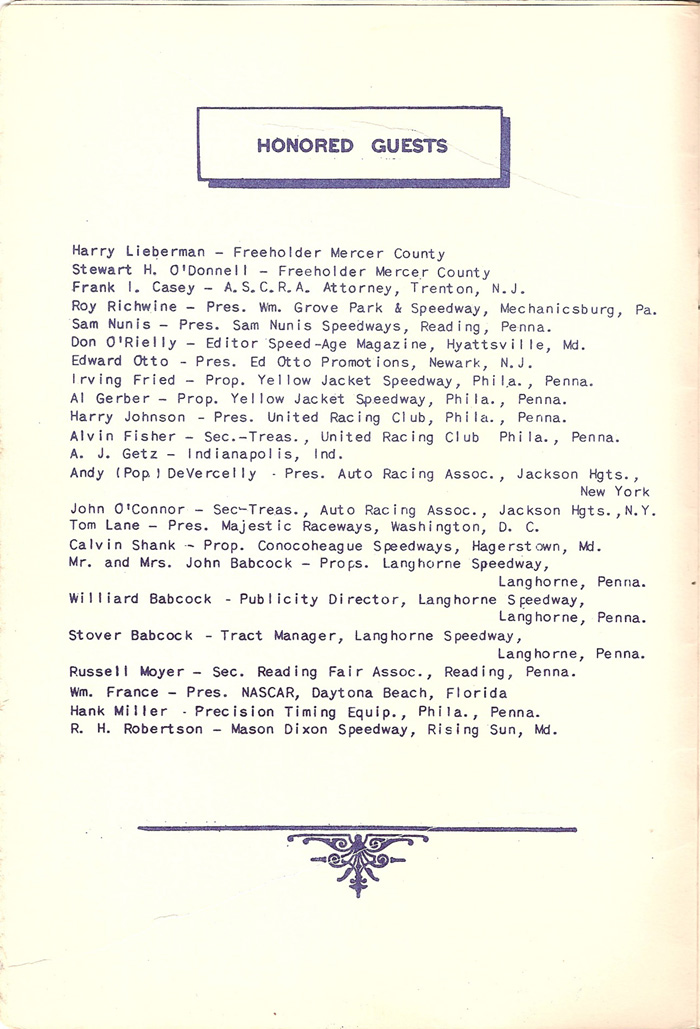 HONORED GUESTS
Harry Lieberman - Freeholder Mercer County
Stewart H. O'Donnell - Freeholder Mercer County
Frank I. Casey - A.S.C.R.A. Attorney, Trenton, N.J.
Roy Richwine - Pres. Wm. Grove Park & Speedway, Mechanicsburg, Pa.
Sam Nunis - Pres. Sam Nunis Speedways, Reading, Penna.
Don O'Rielly - Editor Speed-Age Magazine, Hyattsville, Md.
Edward Otto - Pres. Ed Otto Promotions, Newark, N.J.
Irving Fried - Prop. Yellow Jacket Speedway, Phila., Penna.
Al Gerber - Prop. Yellow Jacket Speedway, Phila., Penna.
Harry Johnson - Pres. United Racing Club, Phila., Penna.
Alvin Fisher - Sec.-Treas., United Racing Club Phila., Penna.
A. J. Getz - Indianapolis, Ind.
Andy (Pop) DeVercelly - Pres. Auto Racing Assoc., Jackson Hgts.,
New York
John O'Connor - Sec-Treas., Auto Racing Assoc., Jackson Hgts.,N.Y.
Tom Lane - Pres. Majestic Raceways, Washington, D. C.
Calvin Shank - Prop. Conocoheague Speedways, Hagerstown, Md.
Mr. and Mrs. John Babcock - Props. Langhorne Speedway,
Langhorne, Penna.
Williard Babcock - Publicity Director, Langhorne Speedway,
Langhorne, Penna.
Stover Babcock - Tract Manager, Langhorne Speedway,
Langhorne, Penna.
Russell Moyer - Sec. Reading Fair Assoc., Reading, Penna.
Wm. France - Pres. NASCAR, Daytona Beach, Florida
Hank Miller - Precision Timing Equip., Phila., Penna.
R. H. Robertson - Mason Dixon Speedway, Rising Sun, Md.